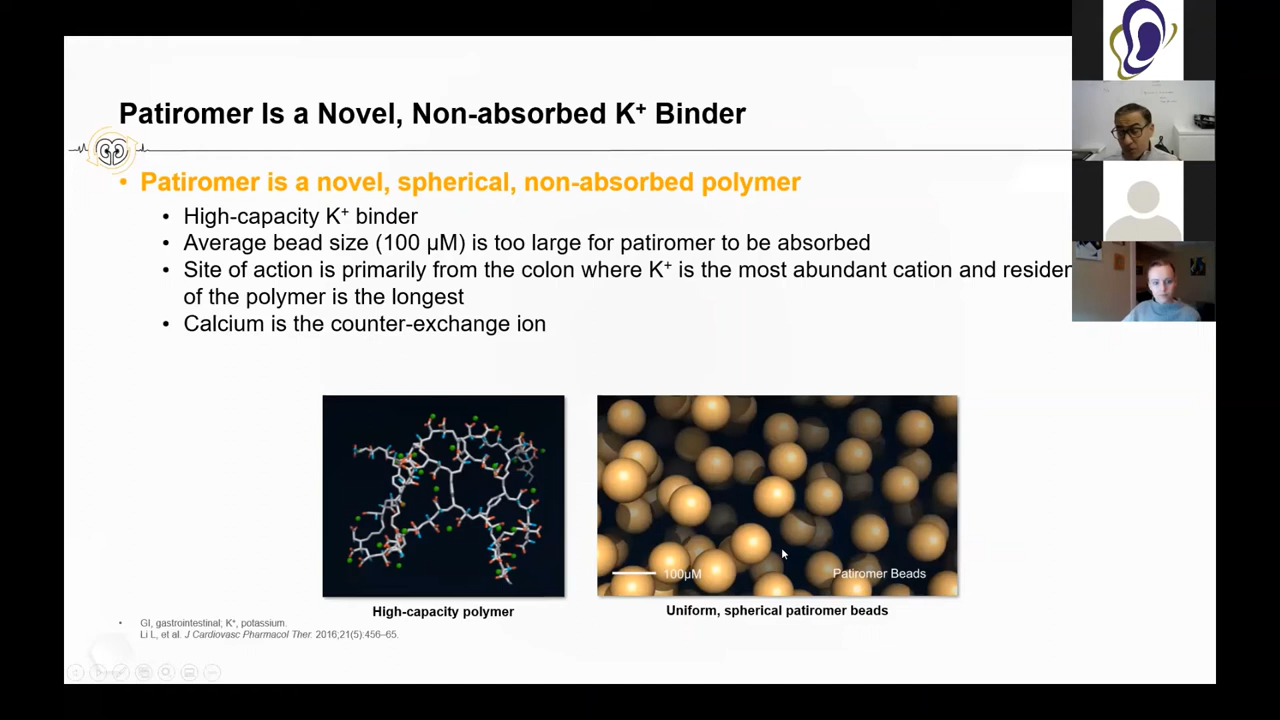 Patiromer Is a Novel, Non-absorbed K⁺ Binder
• Patiromer is a novel, spherical, non-absorbed polymer
• High-capacity K⁺ binder
• Average bead size (100 µM) is too large for patiromer to be absorbed
• Site of action is primarily from the colon where K⁺ is the most abundant cation and
of the polymer is the longest
• Calcium is the counter-exchange ion
100µM
Patiromer Beads
High-capacity polymer
Uniform, spherical patiromer beads
• GI, gastrointestinal; K⁺, potassium.
Li L, et al. J Cardiovasc Pharmacol Ther. 2016;21(5):456–65.